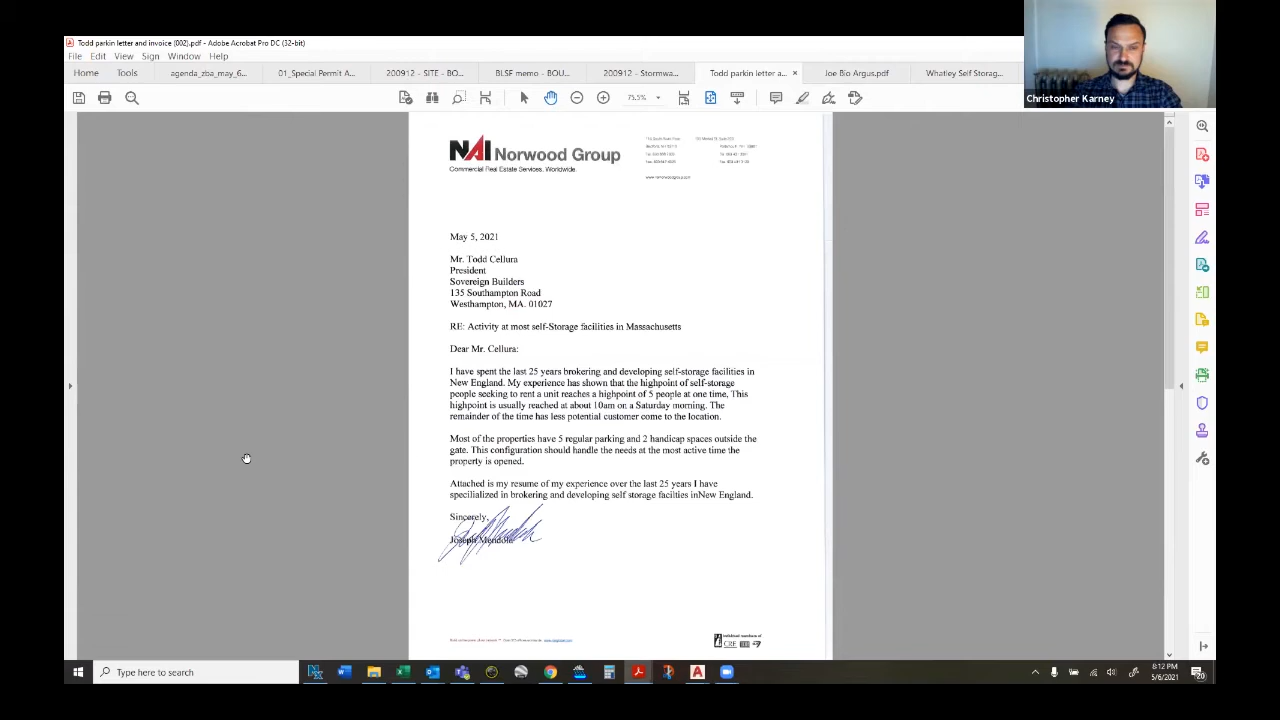 Todd parkin letter and invoice (002).pdf - Adobe Acrobat Pro DC (32-bit)
File Edit View Sign Window Help
Home Tools agenda_zba_may_6... 01_Special Permit A... 200912 - SITE - BO... BLSF memo - BOU... 200912 - Stormwa... Todd parkin letter a... × Joe Bio Argus.pdf Whatley Self Storag...
75.5%
Christopher Karney
NAI Norwood Group
Commercial Real Estate Services, Worldwide.
May 5, 2021
Mr. Todd Cellura
President
Sovereign Builders
135 Southampton Road
Westhampton, MA. 01027
RE: Activity at most self-Storage facilities in Massachusetts
Dear Mr. Cellura:
I have spent the last 25 years brokering and developing self-storage facilities in
New England. My experience has shown that the highpoint of self-storage
people seeking to rent a unit reaches a highpoint of 5 people at one time. This
highpoint is usually reached at about 10am on a Saturday morning. The
remainder of the time has less potential customer come to the location.
Most of the properties have 5 regular parking and 2 handicap spaces outside the
gate. This configuration should handle the needs at the most active time the
property is opened.
Attached is my resume of my experience over the last 25 years I have
specilialized in brokering and developing self storage facilties inNew England.
Sincerely,
Joseph Mendola
CRE
Type here to search
8:12 PM
5/6/2021
20